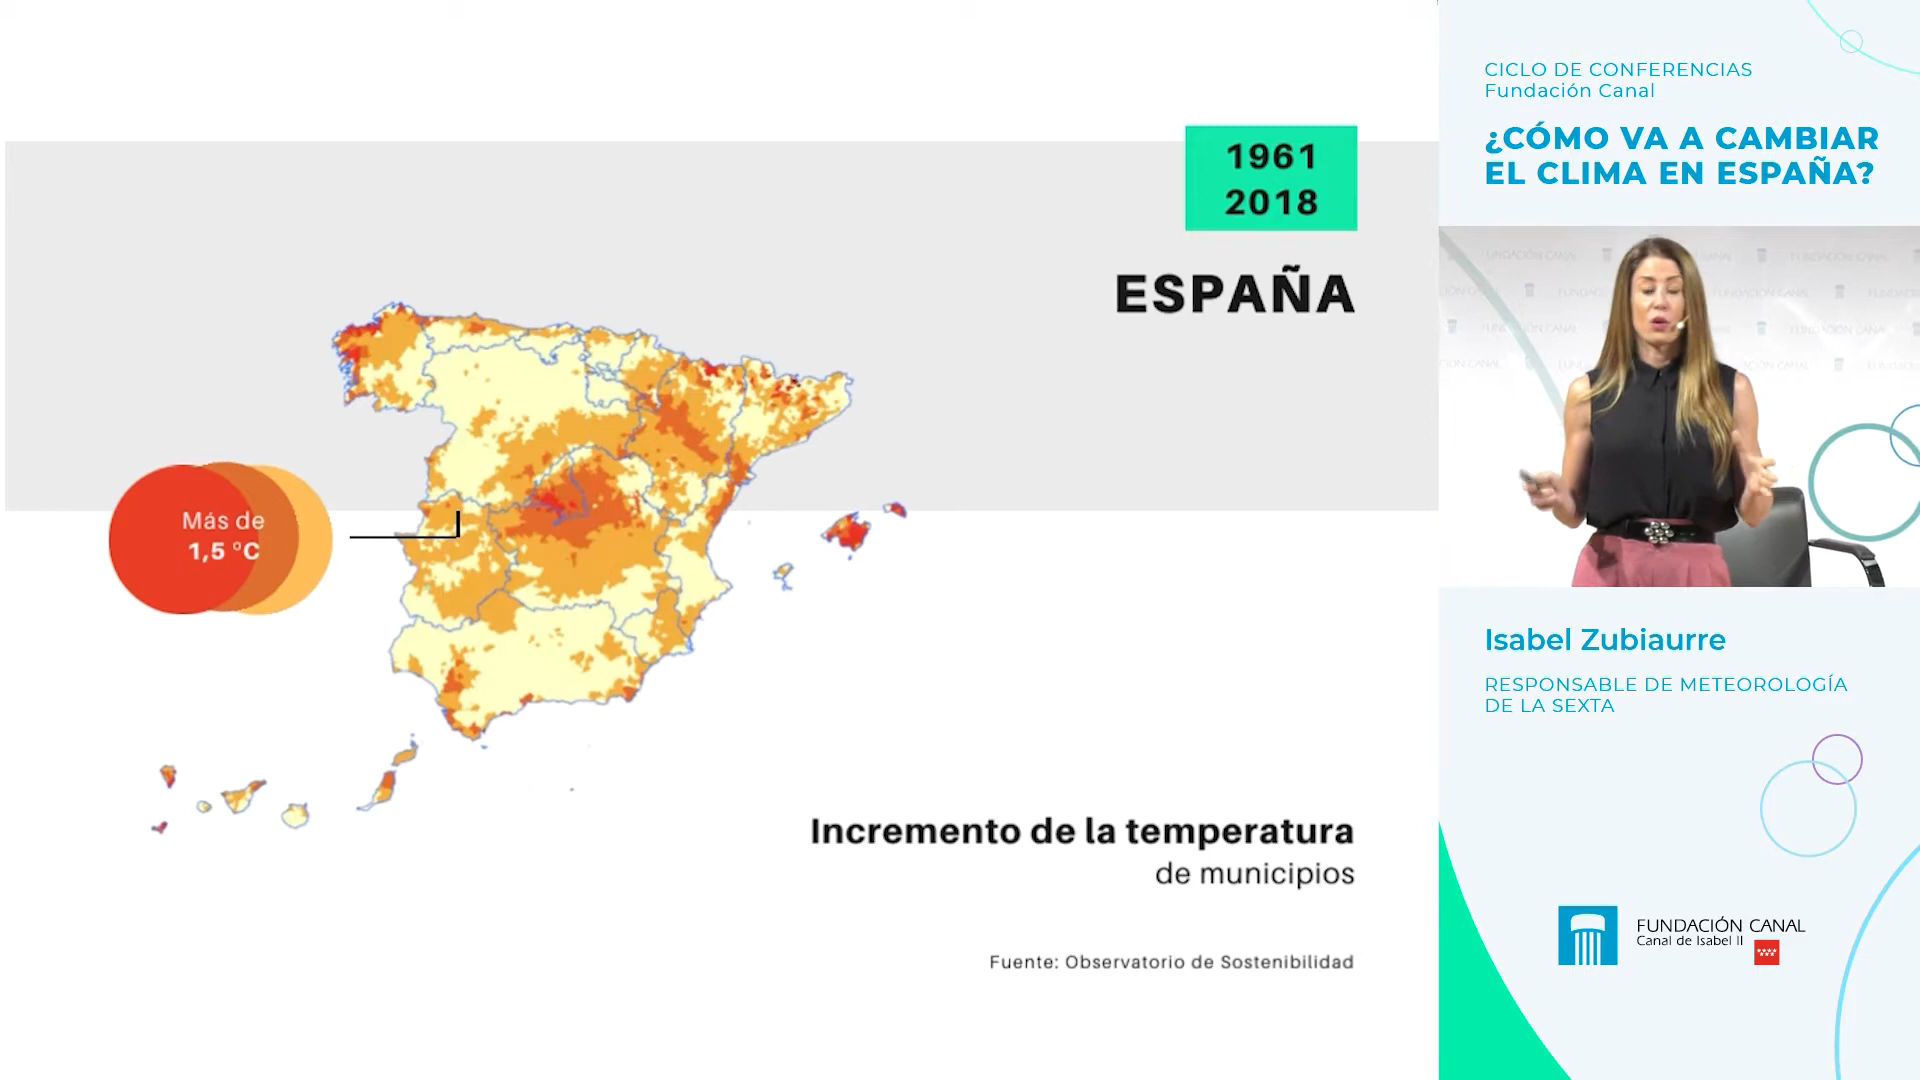 1961
2018
ESPAÑA
Más de
1,5 °C
Incremento de la temperatura
de municipios
Fuente: Observatorio de Sostenibilidad
CICLO DE CONFERENCIAS
Fundación Canal
¿CÓMO VA A CAMBIAR
EL CLIMA EN ESPAÑA?
FUNDACIÓN CANAL
Isabel Zubiaurre
RESPONSABLE DE METEOROLOGÍA
DE LA SEXTA
FUNDACIÓN CANAL
Canal de Isabel II